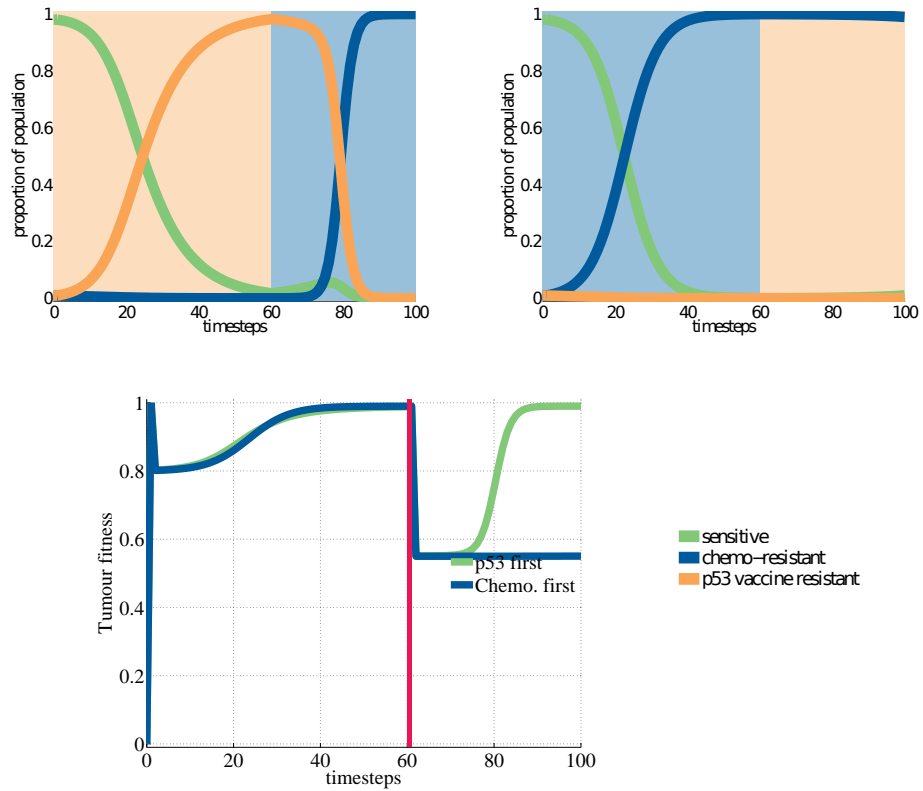 proportion of population
1
0.8
0.6
0.4
0.2
0
0 20 40 60 80 100
timesteps
proportion of population
1
0.8
0.6
0.4
0.2
0
0 20 40 60 80 100
timesteps
Tumour fitness
1
0.8
0.6
0.4
0.2
0
p53 first
Chemo. first
0 20 40 60 80 100
timesteps
sensitive
chemo-resistant
p53 vaccine resistant